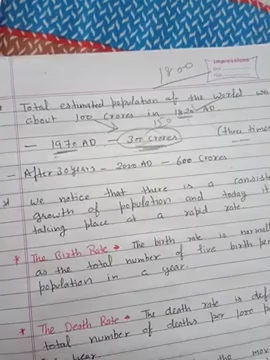 1800
Impressions
Total estimated population of the world
about 100 Crores in 1820 AD
150
— 1970 AD — 300 Crores (three times
— After 30 years — 2000 AD — 600 Crores
we notice that there is a consistent
growth of population and today it
taking place at a rapid rate
* The Birth Rate → The birth rate is normally
as the total number of live birth per
population in a year.
* The Death Rate → The death rate is
total number of deaths per 1000
year.